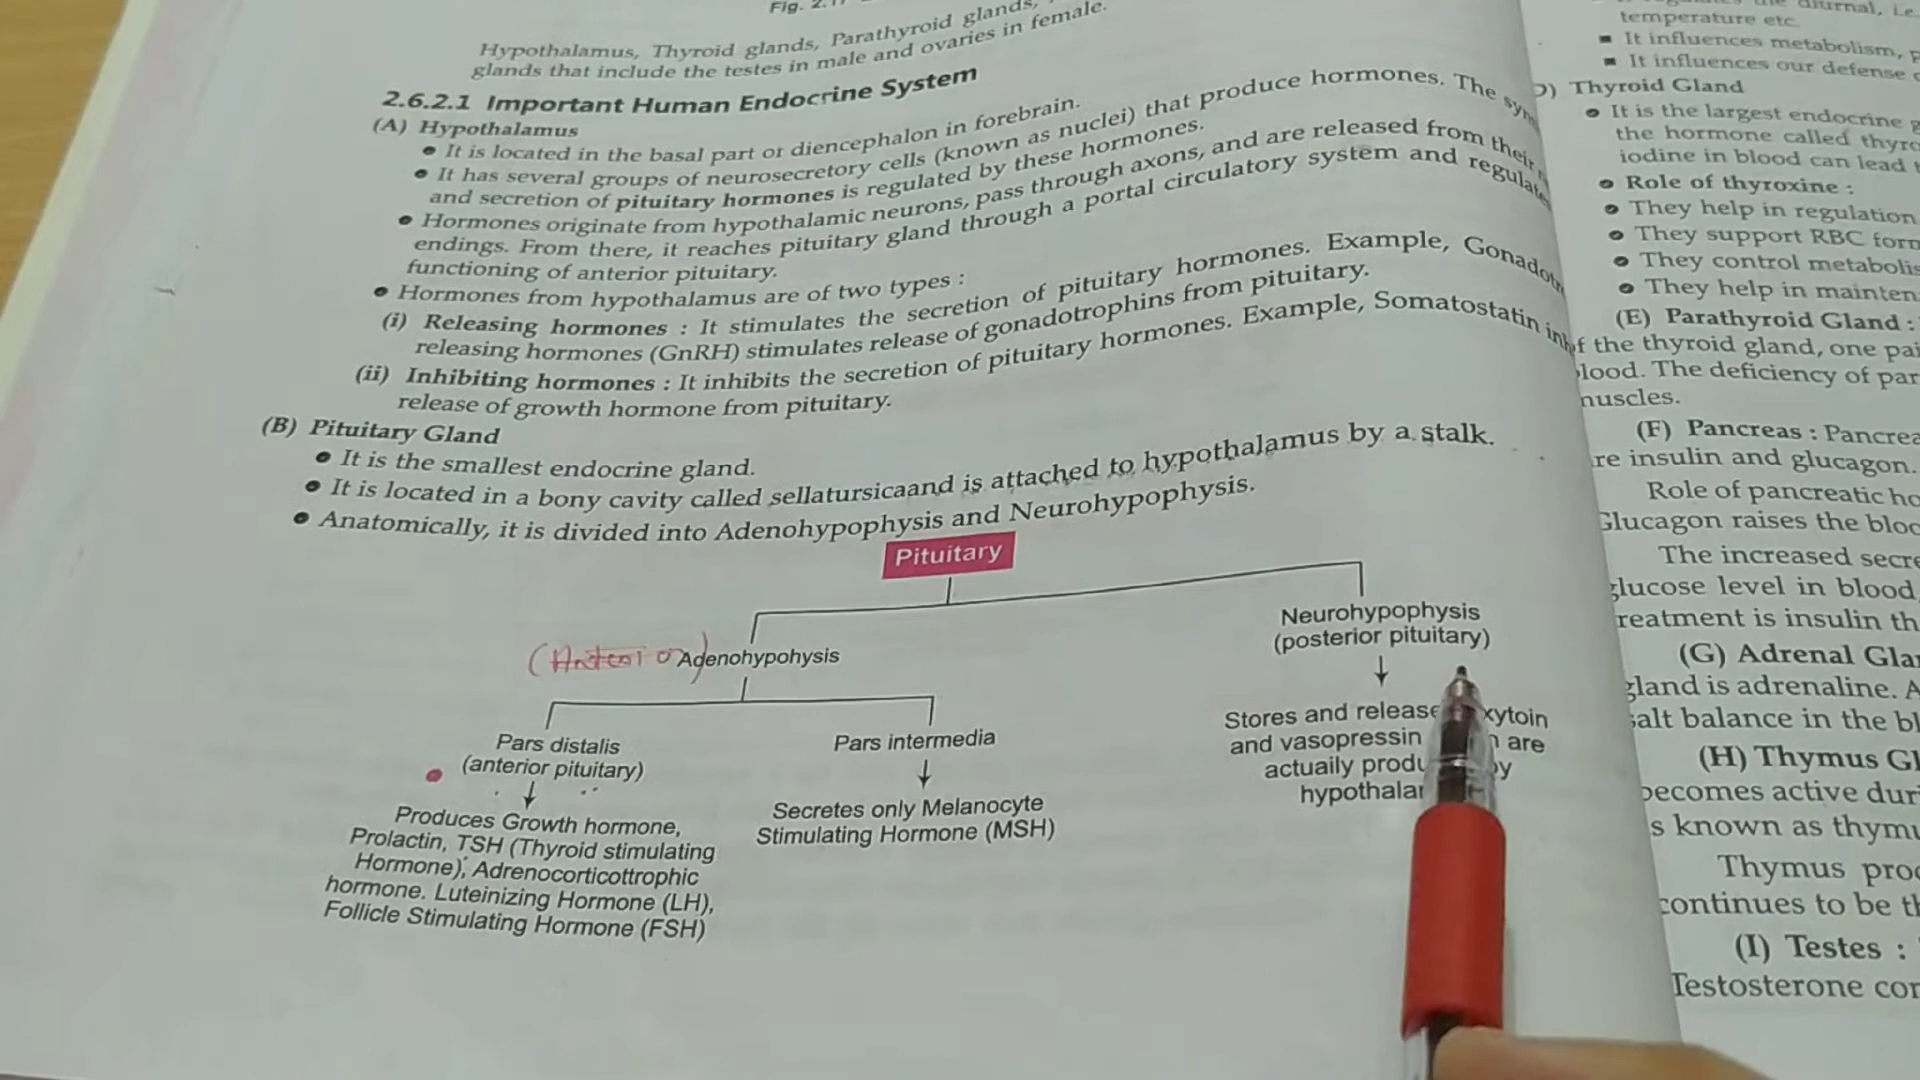 Fig. 2.
Hypothalamus, Thyroid glands, Parathyroid glands,
glands that include the testes in male and ovaries in female.
2.6.2.1 Important Human Endocrine System
(A) Hypothalamus
• It is located in the basal part or diencephalon in forebrain.
• It has several groups of neurosecretory cells (known as nuclei) that produce hormones. The
and secretion of pituitary hormones is regulated by these hormones.
• Hormones originate from hypothalamic neurons, pass through axons, and are released from their
endings. From there, it reaches pituitary gland through a portal circulatory system and regulate
functioning of anterior pituitary.
• Hormones from hypothalamus are of two types :
(i) Releasing hormones : It stimulates the secretion of pituitary hormones. Example,
releasing hormones (GnRH) stimulates release of gonadotrophins from pituitary.
(ii) Inhibiting hormones : It inhibits the secretion of pituitary hormones. Example, Somatostatin
release of growth hormone from pituitary.
(B) Pituitary Gland
• It is the smallest endocrine gland.
• It is located in a bony cavity called sellatursicaand is attached to hypothalamus by a stalk.
• Anatomically, it is divided into Adenohypophysis and Neurohypophysis.
Pituitary
Adenohypohysis
Neurohypophysis
(posterior pituitary)
Pars distalis
(anterior pituitary)
Produces Growth hormone,
Prolactin, TSH (Thyroid stimulating
Hormone), Adrenocorticottrophic
hormone. Luteinizing Hormone (LH),
Follicle Stimulating Hormone (FSH)
Pars intermedia
Secretes only Melanocyte
Stimulating Hormone (MSH)
Stores and release
and vasopressin are
actuaily
diurnal, i.e.
temperature etc.
▪ It influences metabolism,
▪ It influences our defense
Thyroid Gland
• It is the largest endocrine
the hormone called
iodine in blood can lead
• Role of thyroxine :
• They help in regulation
• They support RBC
• They control
• They help in
(E) Parathyroid Gland :
the thyroid gland, one
The deficiency of
(F) Pancreas :
insulin and glucagon.
Role of pancreatic
Glucagon raises the
The increased
glucose level in blood
is insulin
(G) Adrenal
gland is adrenaline.
balance in the
(H) Thymus
becomes active
known as
Thymus
continues to be
(I) Testes :
Testosterone